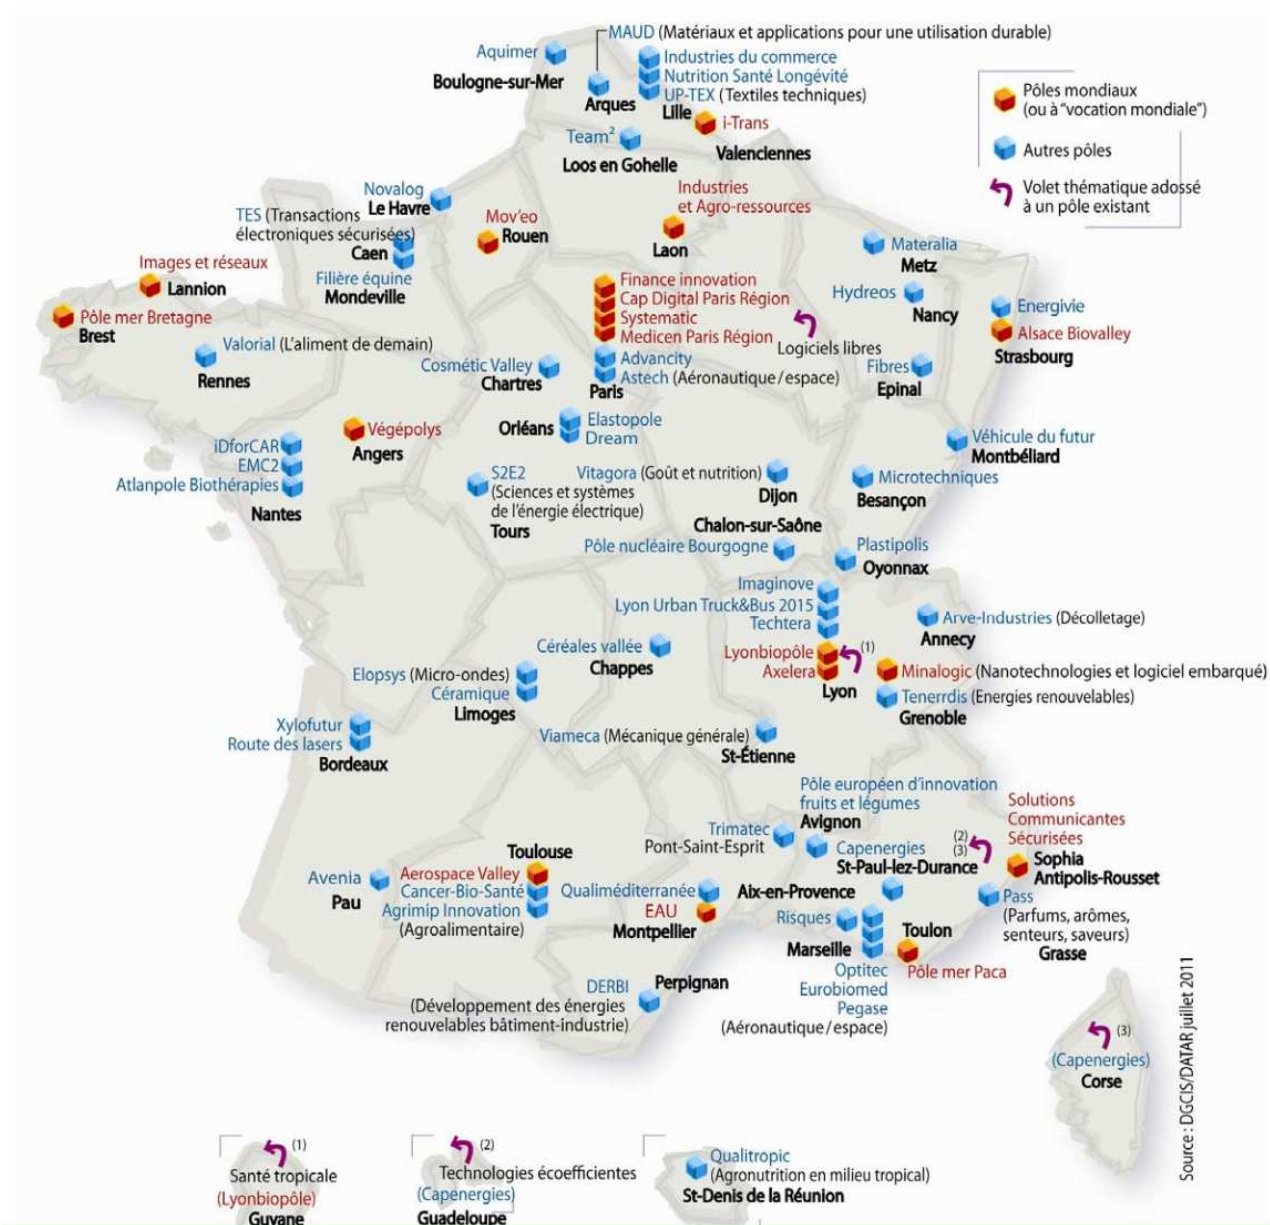 MAUD (Matériaux et applications pour une utilisation durable)
Aquimer
Boulogne-sur-Mer
Arques
Industries du commerce
Nutrition Santé Longévité
UP-TEX (Textiles techniques)
Lille
i-Trans
Valenciennes
Team²
Loos en Gohelle
Pôles mondiaux
(ou à "vocation mondiale")
Autres pôles
Volet thématique adossé
à un pôle existant
Novalog
Le Havre
TES (Transactions
électroniques sécurisées)
Caen
Filière équine
Mondeville
Mov'eo
Rouen
Industries
et Agro-ressources
Laon
Materalia
Metz
Hydreos
Nancy
Energivie
Alsace Biovalley
Strasbourg
Fibres
Epinal
Images et réseaux
Lannion
Pôle mer Bretagne
Brest
Valorial (L'aliment de demain)
Rennes
Finance innovation
Cap Digital Paris Région
Systematic
Medicen Paris Région
Logiciels libres
Advancity
Astech (Aéronautique/espace)
Paris
Cosmétic Valley
Chartres
Orléans
Elastopole
Dream
Végépolys
Angers
iDforCAR
EMC2
Atlanpole Biothérapies
Nantes
S2E2
(Sciences et systèmes
de l'énergie électrique)
Tours
Vitagora (Goût et nutrition)
Dijon
Véhicule du futur
Montbéliard
Microtechniques
Besançon
Chalon-sur-Saône
Pôle nucléaire Bourgogne
Plastipolis
Oyonnax
Imaginove
Lyon Urban Truck&Bus 2015
Techtera
Lyonbiopôle
(1)
Axelera
Lyon
Arve-Industries (Décolletage)
Annecy
Minalogic (Nanotechnologies et logiciel embarqué)
Tenerrdis (Energies renouvelables)
Grenoble
Céréales vallée
Chappes
Elopsys (Micro-ondes)
Céramique
Limoges
Xylofutur
Route des lasers
Bordeaux
Viameca (Mécanique générale)
St-Étienne
Pôle européen d'innovation
fruits et légumes
Avignon
Trimatec
Pont-Saint-Esprit
Capenergies
(2)
(3)
St-Paul-lez-Durance
Solutions
Communicantes
Sécurisées
Sophia
Antipolis-Rousset
Toulouse
Aerospace Valley
Cancer-Bio-Santé
Agrimip Innovation
(Agroalimentaire)
Avenia
Pau
Qualiméditerranée
EAU
Montpellier
Aix-en-Provence
Risques
Marseille
Optitec
Eurobiomed
Pegase
(Aéronautique/espace)
Toulon
Pôle mer Paca
Pass
(Parfums, arômes,
senteurs, saveurs)
Grasse
DERBI
Perpignan
(Développement des énergies
renouvelables bâtiment-industrie)
(3)
(Capenergies)
Corse
Source : DGCIS/DATAR juillet 2011
(1)
Santé tropicale
(Lyonbiopôle)
Guyane
(2)
Technologies écoefficientes
(Capenergies)
Guadeloupe
Qualitropic
(Agronutrition en milieu tropical)
St-Denis de la Réunion